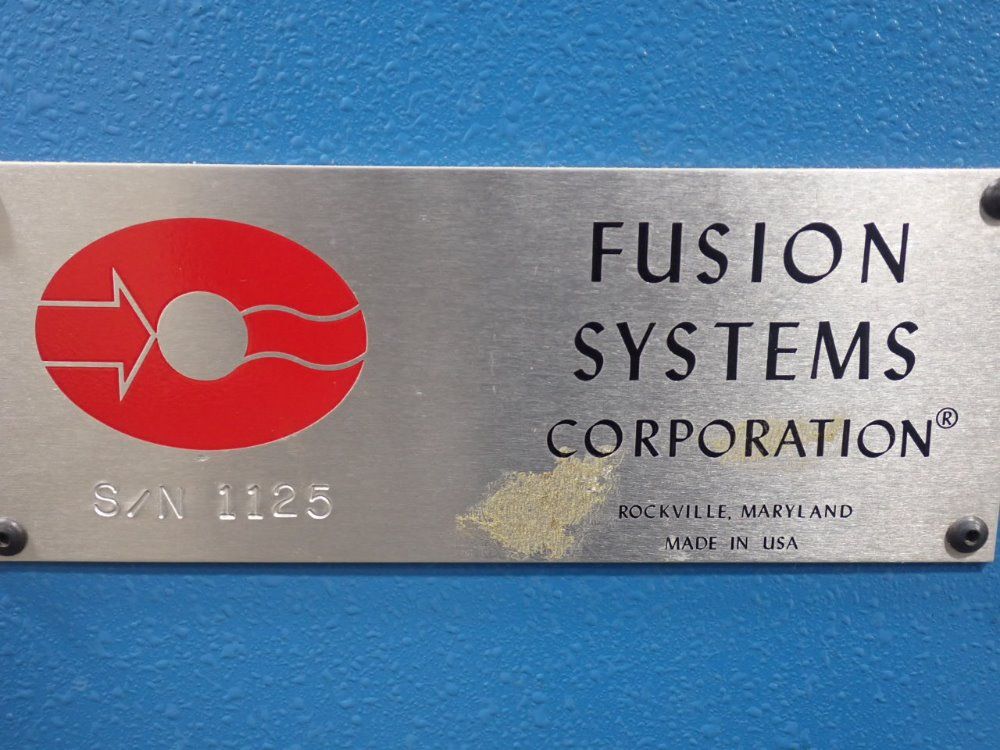 FUSION
SYSTEMS
CORPORATION®
S/N 1125
ROCKVILLE, MARYLAND
MADE IN USA